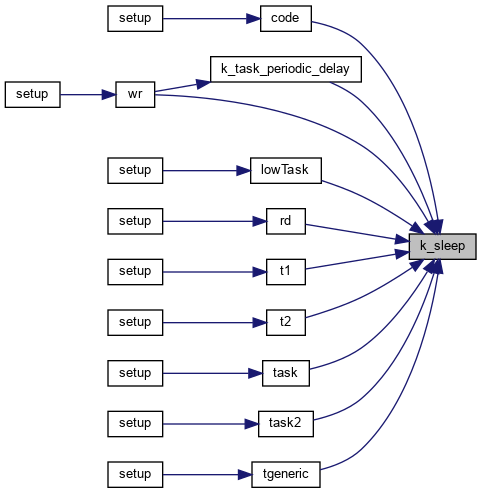 setup
code
k_task_periodic_delay
setup
wr
setup
lowTask
setup
rd
k_sleep
setup
t1
setup
t2
setup
task
setup
task2
setup
tgeneric